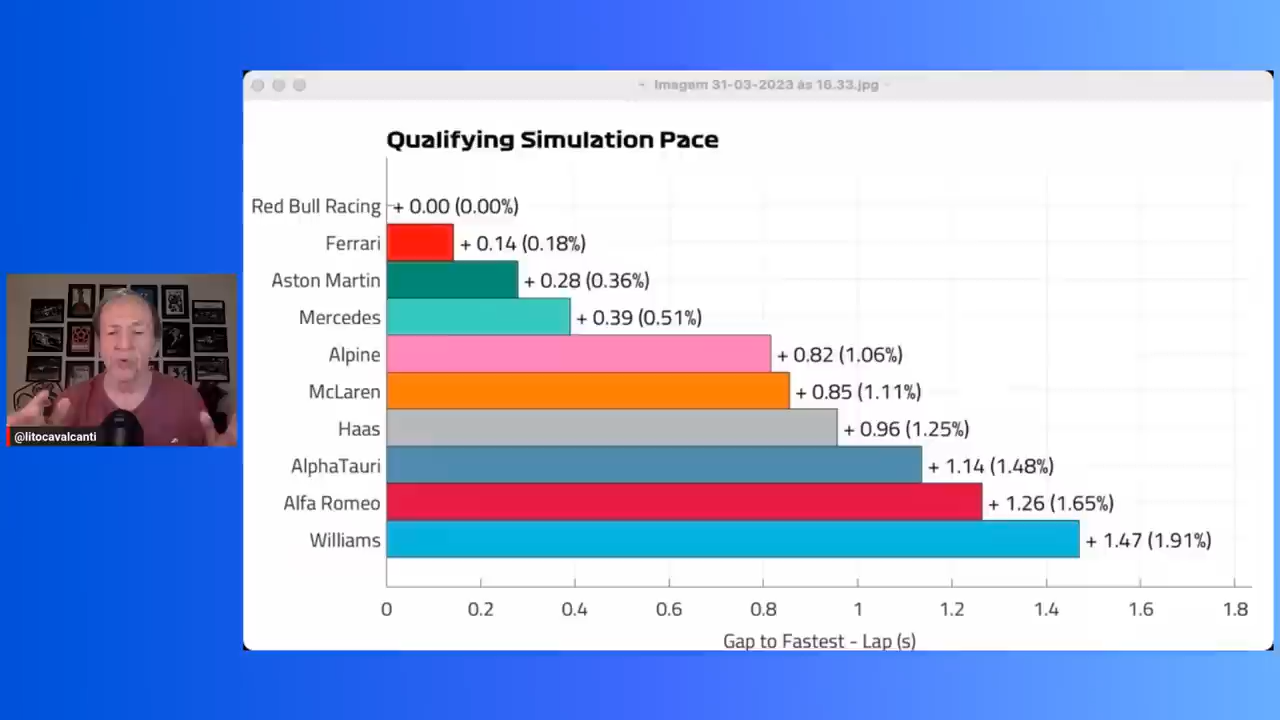 - Imagem 31-03-2023 às 16.33.jpg
Qualifying Simulation Pace
Red Bull Racing + 0.00 (0.00%)
Ferrari + 0.14 (0.18%)
Aston Martin + 0.28 (0.36%)
Mercedes + 0.39 (0.51%)
Alpine + 0.82 (1.06%)
McLaren + 0.85 (1.11%)
Haas + 0.96 (1.25%)
AlphaTauri + 1.14 (1.48%)
Alfa Romeo + 1.26 (1.65%)
Williams + 1.47 (1.91%)
0 0.2 0.4 0.6 0.8 1 1.2 1.4 1.6 1.8
Gap to Fastest - Lap (s)
@litocavalcanti